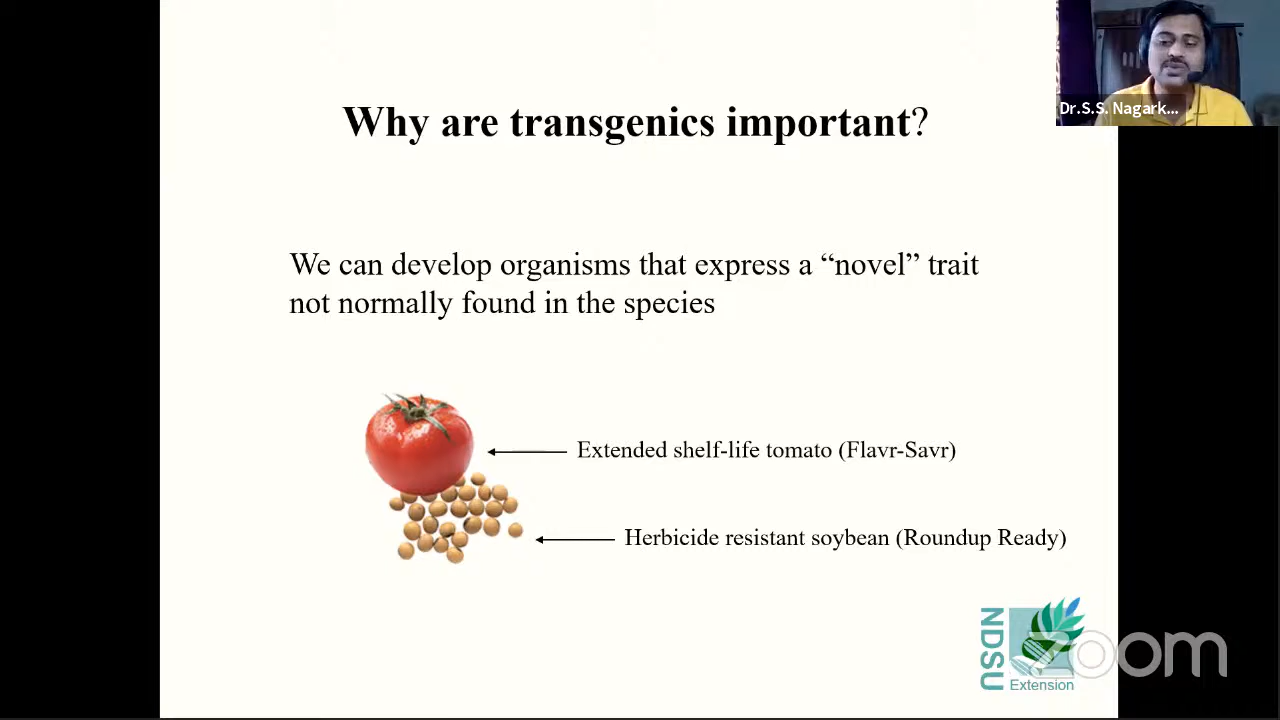 Why are transgenics important?
Dr.S.S. Nagark...
We can develop organisms that express a “novel” trait
not normally found in the species
Extended shelf-life tomato (Flavr-Savr)
Herbicide resistant soybean (Roundup Ready)
NDSU
Extension
zoom